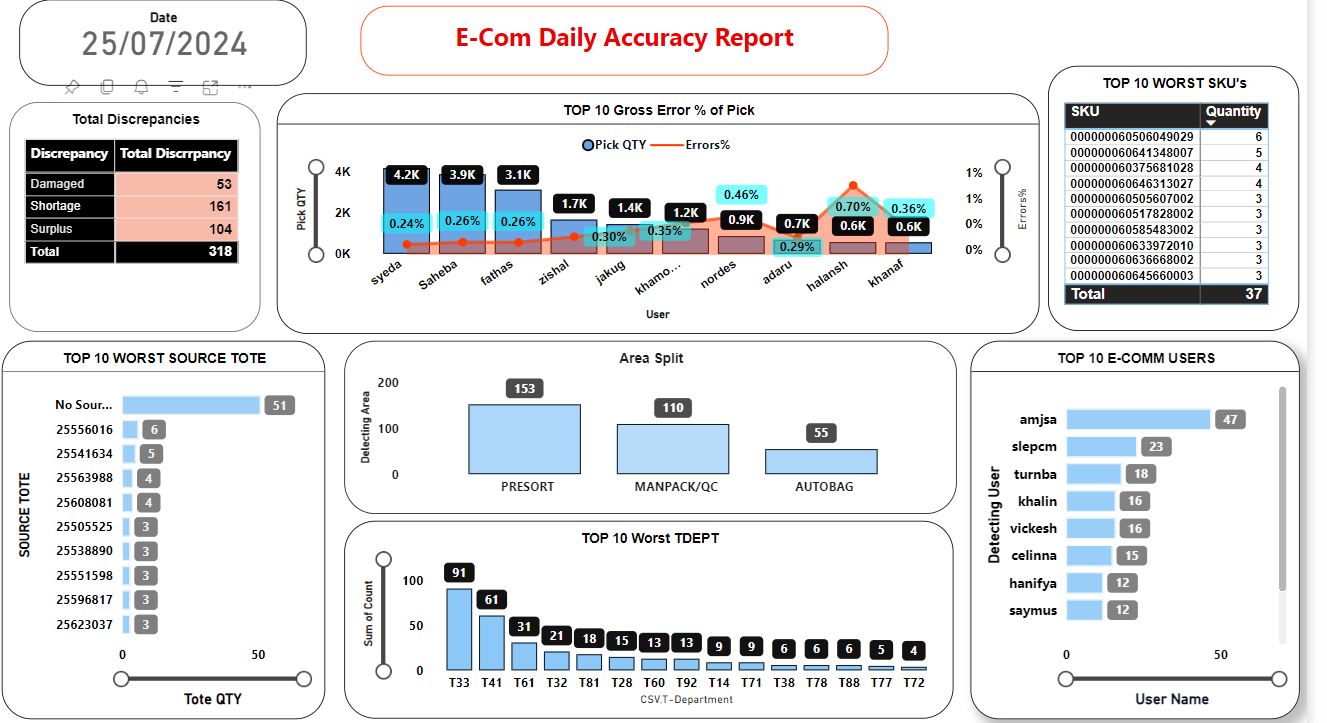 Date
25/07/2024
E-Com Daily Accuracy Report
Total Discrepancies
Discrepancy Total Discrrpancy
Damaged 53
Shortage 161
Surplus 104
Total 318
TOP 10 Gross Error % of Pick
Pick QTY Errors%
Pick QTY
4K
2K
0K
4.2K 3.9K 3.1K 1.7K 1.4K 1.2K 0.9K 0.7K 0.6K 0.6K
0.24% 0.26% 0.26% 0.30% 0.35% 0.46% 0.29% 0.70% 0.36%
1%
1%
0%
0%
Errors%
syeda Saheba fathas zishal jakug khamo... nordes adaru halansh khanaf
User
TOP 10 WORST SKU's
SKU Quantity
000000060506049029 6
000000060641348007 5
000000060375681028 4
000000060646313027 4
000000060505607002 3
000000060517828002 3
000000060585483002 3
000000060633972010 3
000000060636668002 3
000000060645660003 3
Total 37
TOP 10 WORST SOURCE TOTE
SOURCE TOTE
No Sour... 51
25556016 6
25541634 5
25563988 4
25608081 4
25505525 3
25538890 3
25551598 3
25596817 3
25623037 3
0 50
Tote QTY
Area Split
Delecting Area
200
100
0
153 110 55
PRESORT MANPACK/QC AUTOBAG
TOP 10 Worst TDEPT
Sum of Count
100
50
0
91 61 31 21 18 15 13 13 9 9 6 6 6 5 4
T33 T41 T61 T32 T81 T28 T60 T92 T14 T71 T38 T78 T88 T77 T72
CSV.T-Department
TOP 10 E-COMM USERS
Detecting User
amjsa 47
slepcm 23
turnba 18
khalin 16
vickesh 16
celinna 15
hanifya 12
saymus 12
0 50
User Name